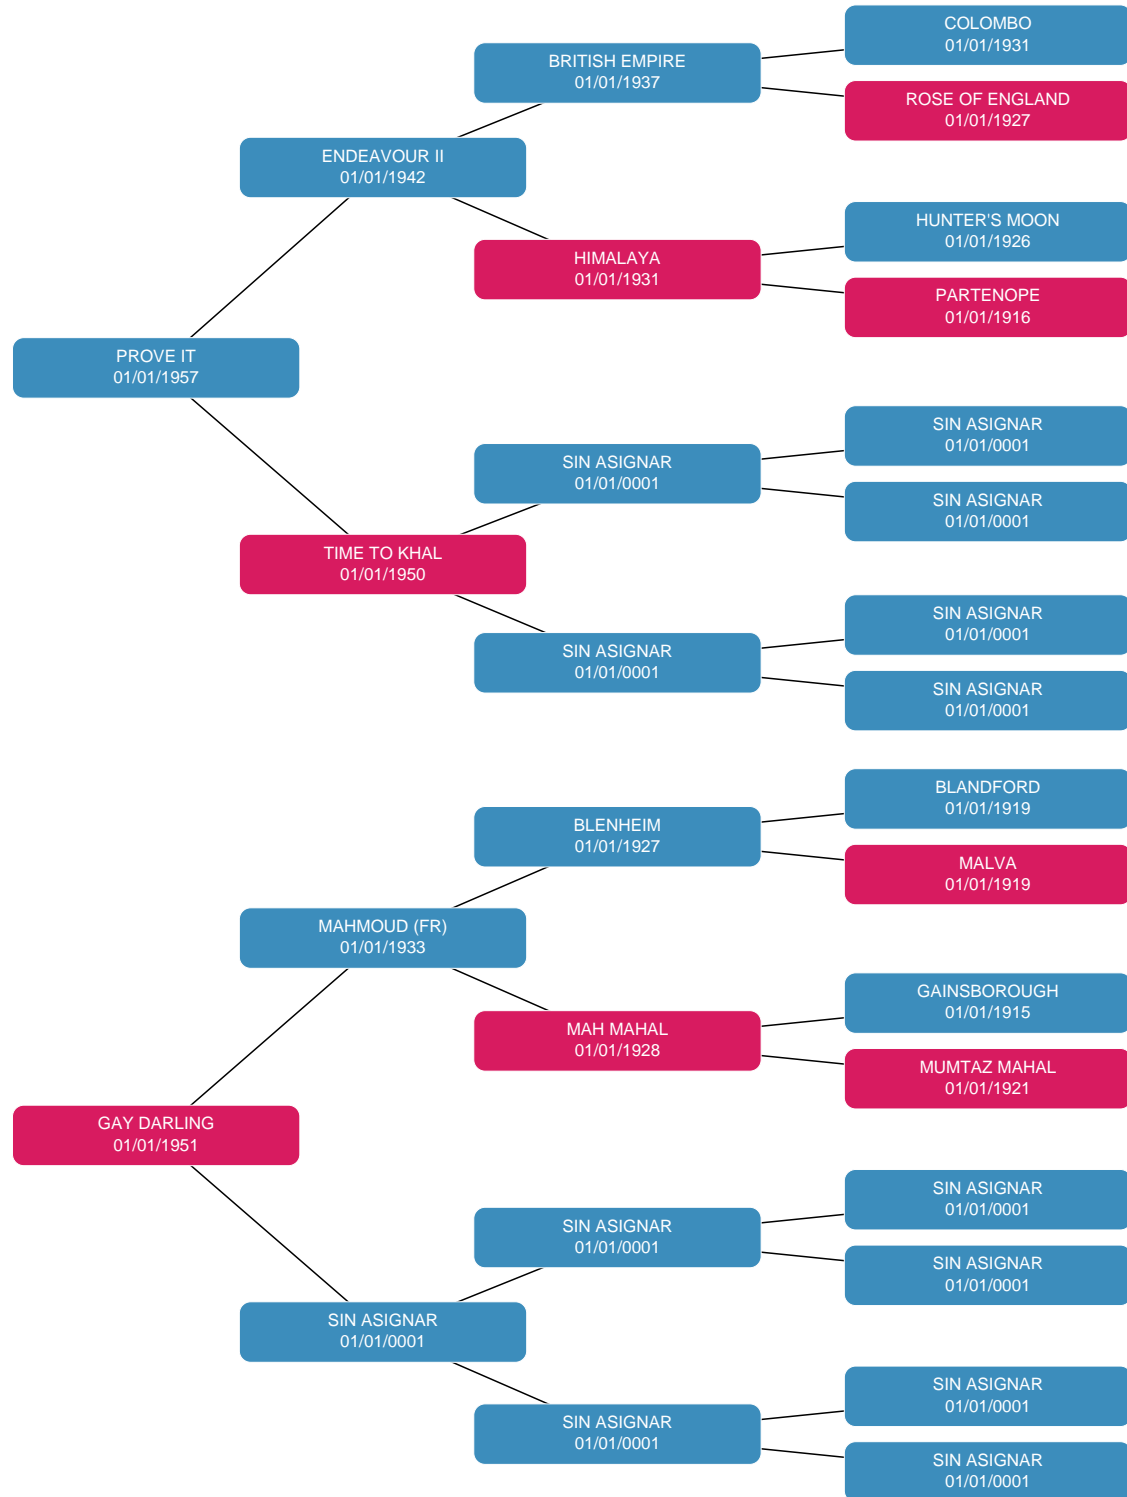 COLOMBO
01/01/1931
BRITISH EMPIRE
01/01/1937
ROSE OF ENGLAND
01/01/1927
ENDEAVOUR II
01/01/1942
HUNTER'S MOON
01/01/1926
HIMALAYA
01/01/1931
PARTENOPE
01/01/1916
PROVE IT
01/01/1957
SIN ASIGNAR
01/01/0001
SIN ASIGNAR
01/01/0001
SIN ASIGNAR
01/01/0001
TIME TO KHAL
01/01/1950
SIN ASIGNAR
01/01/0001
SIN ASIGNAR
01/01/0001
SIN ASIGNAR
01/01/0001
BLANDFORD
01/01/1919
BLENHEIM
01/01/1927
MALVA
01/01/1919
MAHMOUD (FR)
01/01/1933
GAINSBOROUGH
01/01/1915
MAH MAHAL
01/01/1928
MUMTAZ MAHAL
01/01/1921
GAY DARLING
01/01/1951
SIN ASIGNAR
01/01/0001
SIN ASIGNAR
01/01/0001
SIN ASIGNAR
01/01/0001
SIN ASIGNAR
01/01/0001
SIN ASIGNAR
01/01/0001
SIN ASIGNAR
01/01/0001
SIN ASIGNAR
01/01/0001